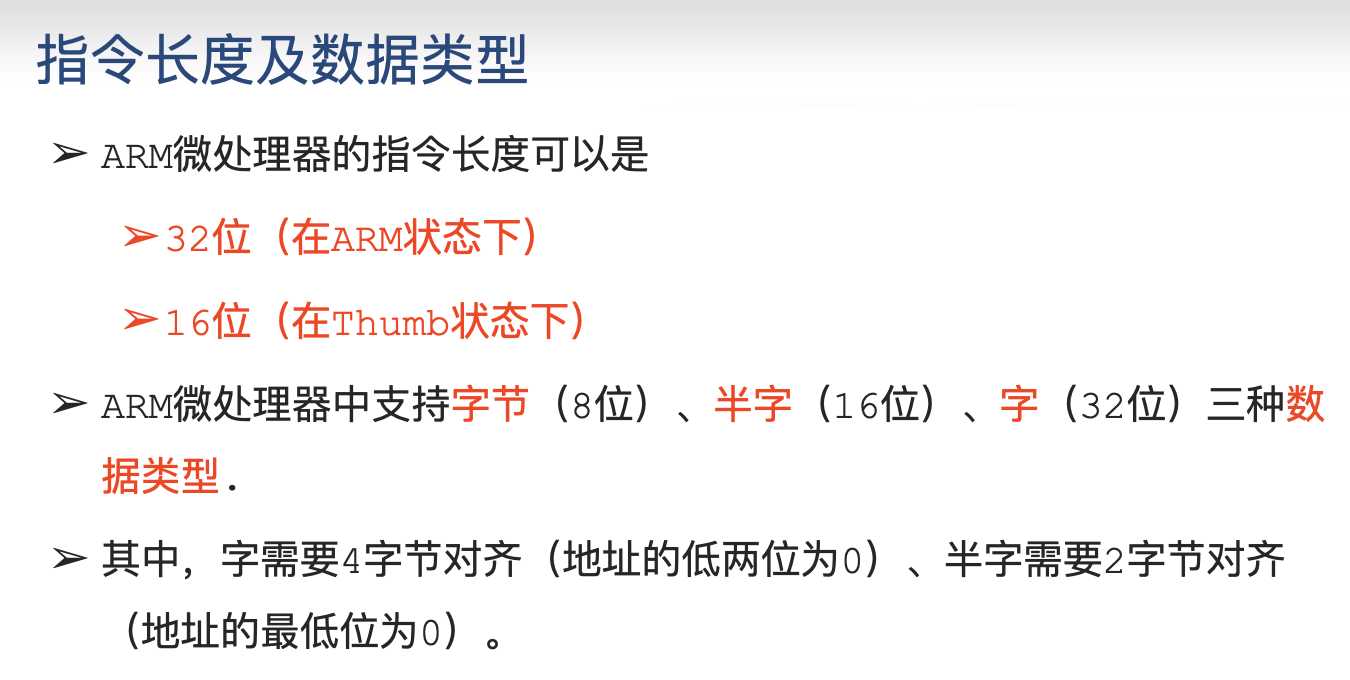 指令长度及数据类型
➢ ARM微处理器的指令长度可以是
➢ 32位（在ARM状态下）
➢ 16位（在Thumb状态下）
➢ ARM微处理器中支持字节（8位）、半字（16位）、字（32位）三种数
据类型.
➢ 其中，字需要4字节对齐（地址的低两位为0）、半字需要2字节对齐
（地址的最低位为0）。